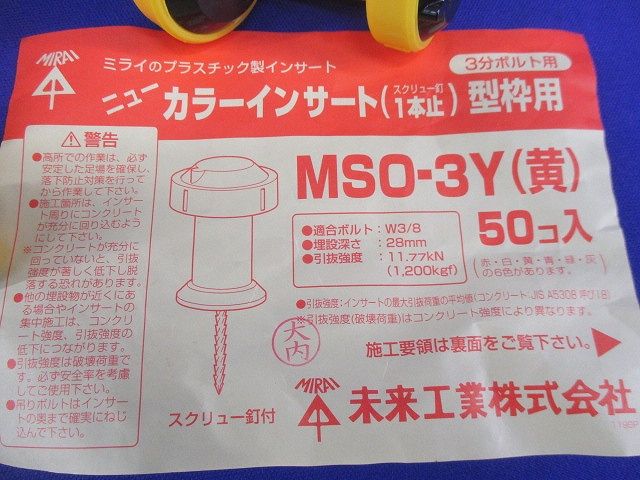 MIRAI
ミライのプラスチック製インサート
3分ボルト用
ニューカラーインサート(スクリュー釘1本止)型枠用
⚠警告
●高所での作業は、必ず
安定した足場を確保し、
落下防止対策を行って
から作業して下さい。
●施工箇所は、インサー
ト周りにコンクリート
が充分に回り込むよう
にして下さい。
※コンクリートが充分に
回っていないと、引抜
強度が著しく低下し脱
落する恐れがあります。
●他の埋設物が近くにあ
る場合やインサートの
集中施工は、コンクリ
ート強度、引抜強度の
低下につながります。
●引抜強度は破壊荷重で
す。必ず安全率を考慮
してご使用下さい。
●吊りボルトはインサー
トの奥まで確実にねじ
込んで下さい。
スクリュー釘付
MSO-3Y(黄)
●適合ボルト:W3/8
●埋設深さ:28mm
●引抜強度:11.77kN
(1,200kgf)
50コ入
(赤・白・黄・青・緑・灰
の6色があります。)
●引抜強度:インサートの最大引抜荷重の平均値(コンクリート:JIS A5308 呼び18)
※引抜強度(破壊荷重)はコンクリート強度により異なります。
犬内
施工要領は裏面をご覧下さい。▶
MIRAI
未来工業株式会社